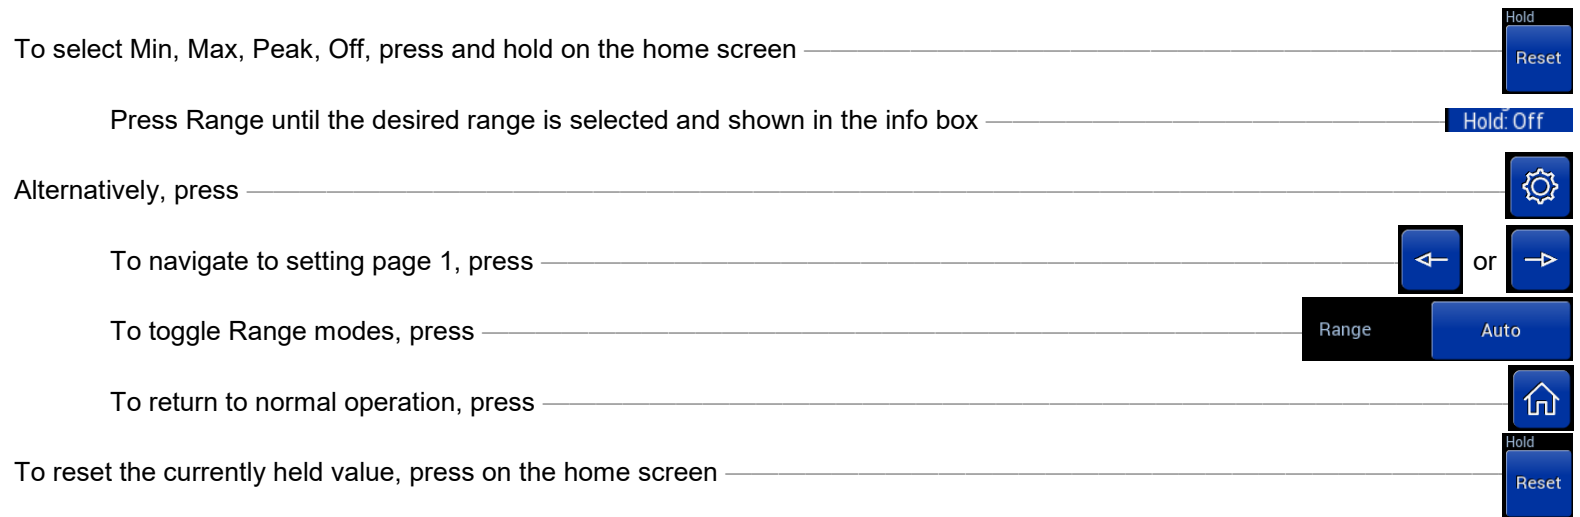 Hold
To select Min, Max, Peak, Off, press and hold on the home screen Reset
Press Range until the desired range is selected and shown in the info box Hold: Off
Alternatively, press
To navigate to setting page 1, press or
To toggle Range modes, press Range Auto
To return to normal operation, press
Hold
To reset the currently held value, press on the home screen Reset